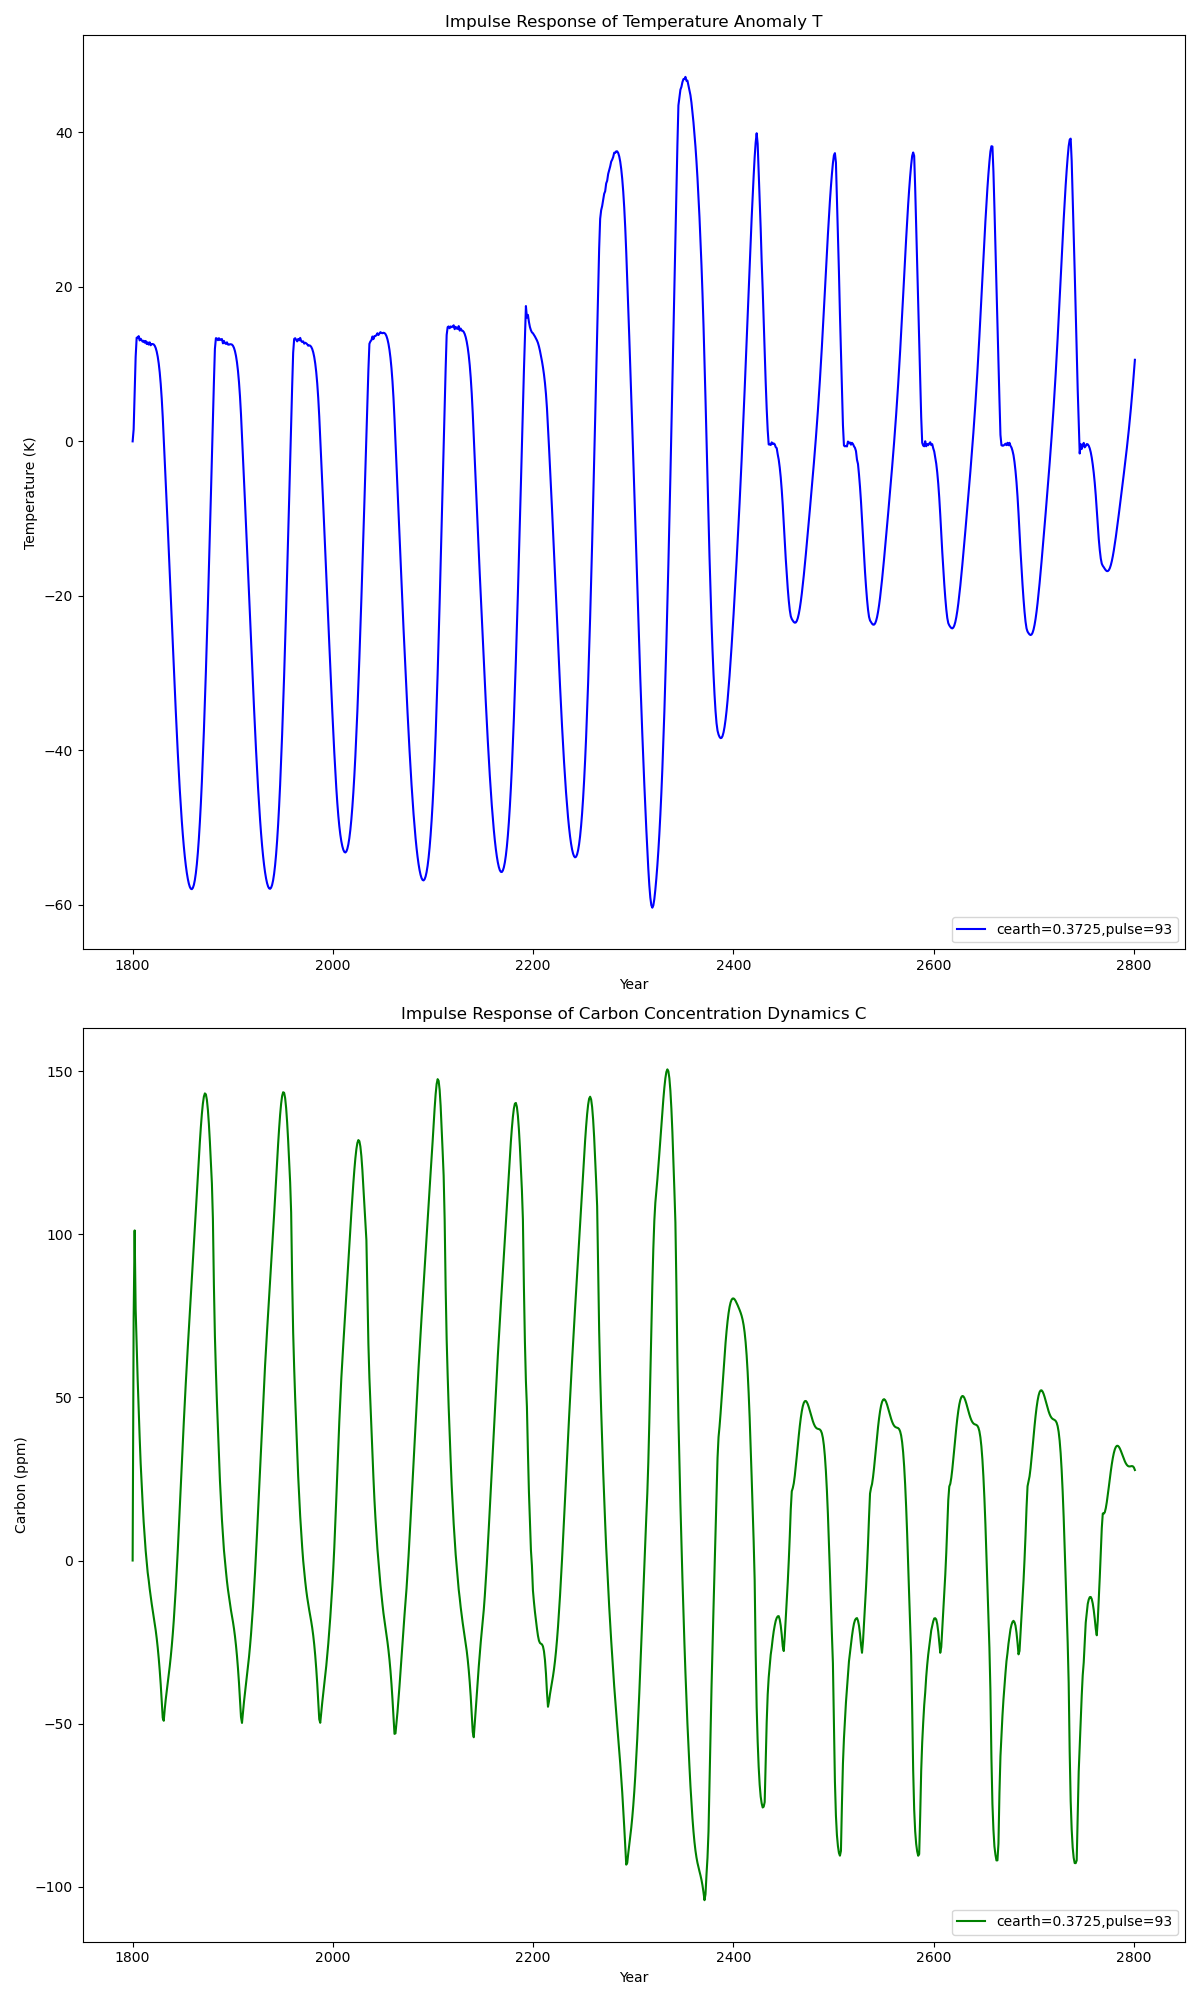 Impulse Response of Temperature Anomaly T
40
20
0
−20
−40
−60
Temperature (K)
cearth=0.3725,pulse=93
1800 2000 2200 2400 2600 2800
Year
Impulse Response of Carbon Concentration Dynamics C
150
100
50
0
−50
−100
Carbon (ppm)
cearth=0.3725,pulse=93
1800 2000 2200 2400 2600 2800
Year